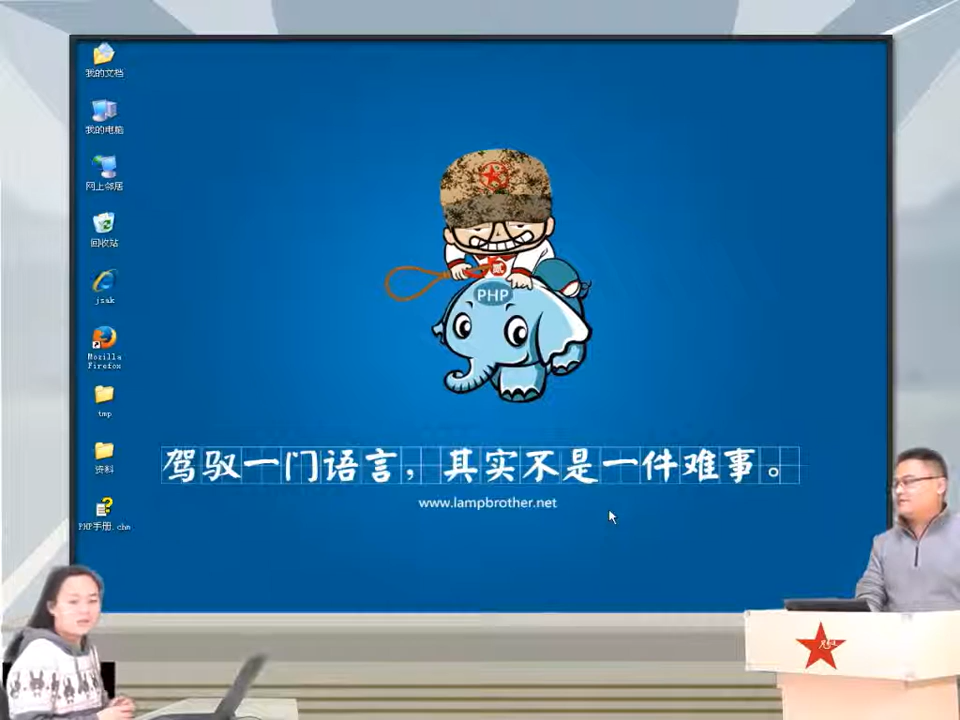 我的文档
我的电脑
网上邻居
回收站
jsak
Mozilla
Firefox
tmp
资料
PHP手册.chm
贰
PHP
驾驭一门语言，其实不是一件难事。
www.lampbrother.net